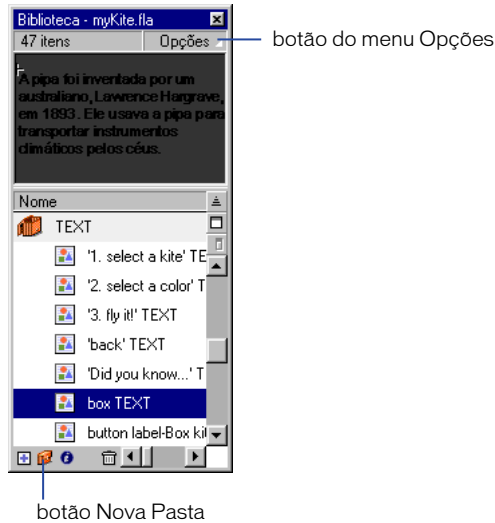 Biblioteca - myKite.fla
47 itens Opções
botão do menu Opções
A pipa foi inventada por um
australiano, Lawrence Hargrave,
em 1893. Ele usava a pipa para
transportar instrumentos
climáticos pelos céus.
Nome
TEXT
'1. select a kite' TE
'2. select a color' T
'3. fly it!' TEXT
'back' TEXT
'Did you know...' T
box TEXT
button label-Box kit
botão Nova Pasta